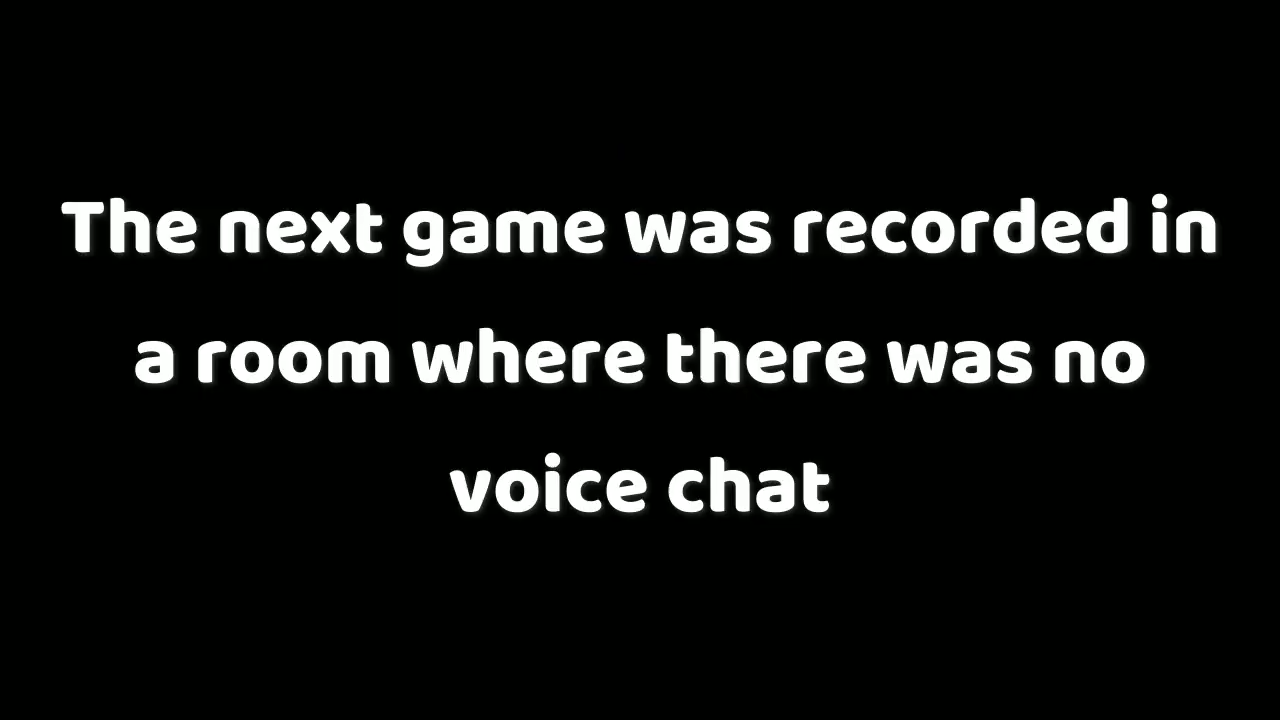 The next game was recorded in
a room where there was no
voice chat